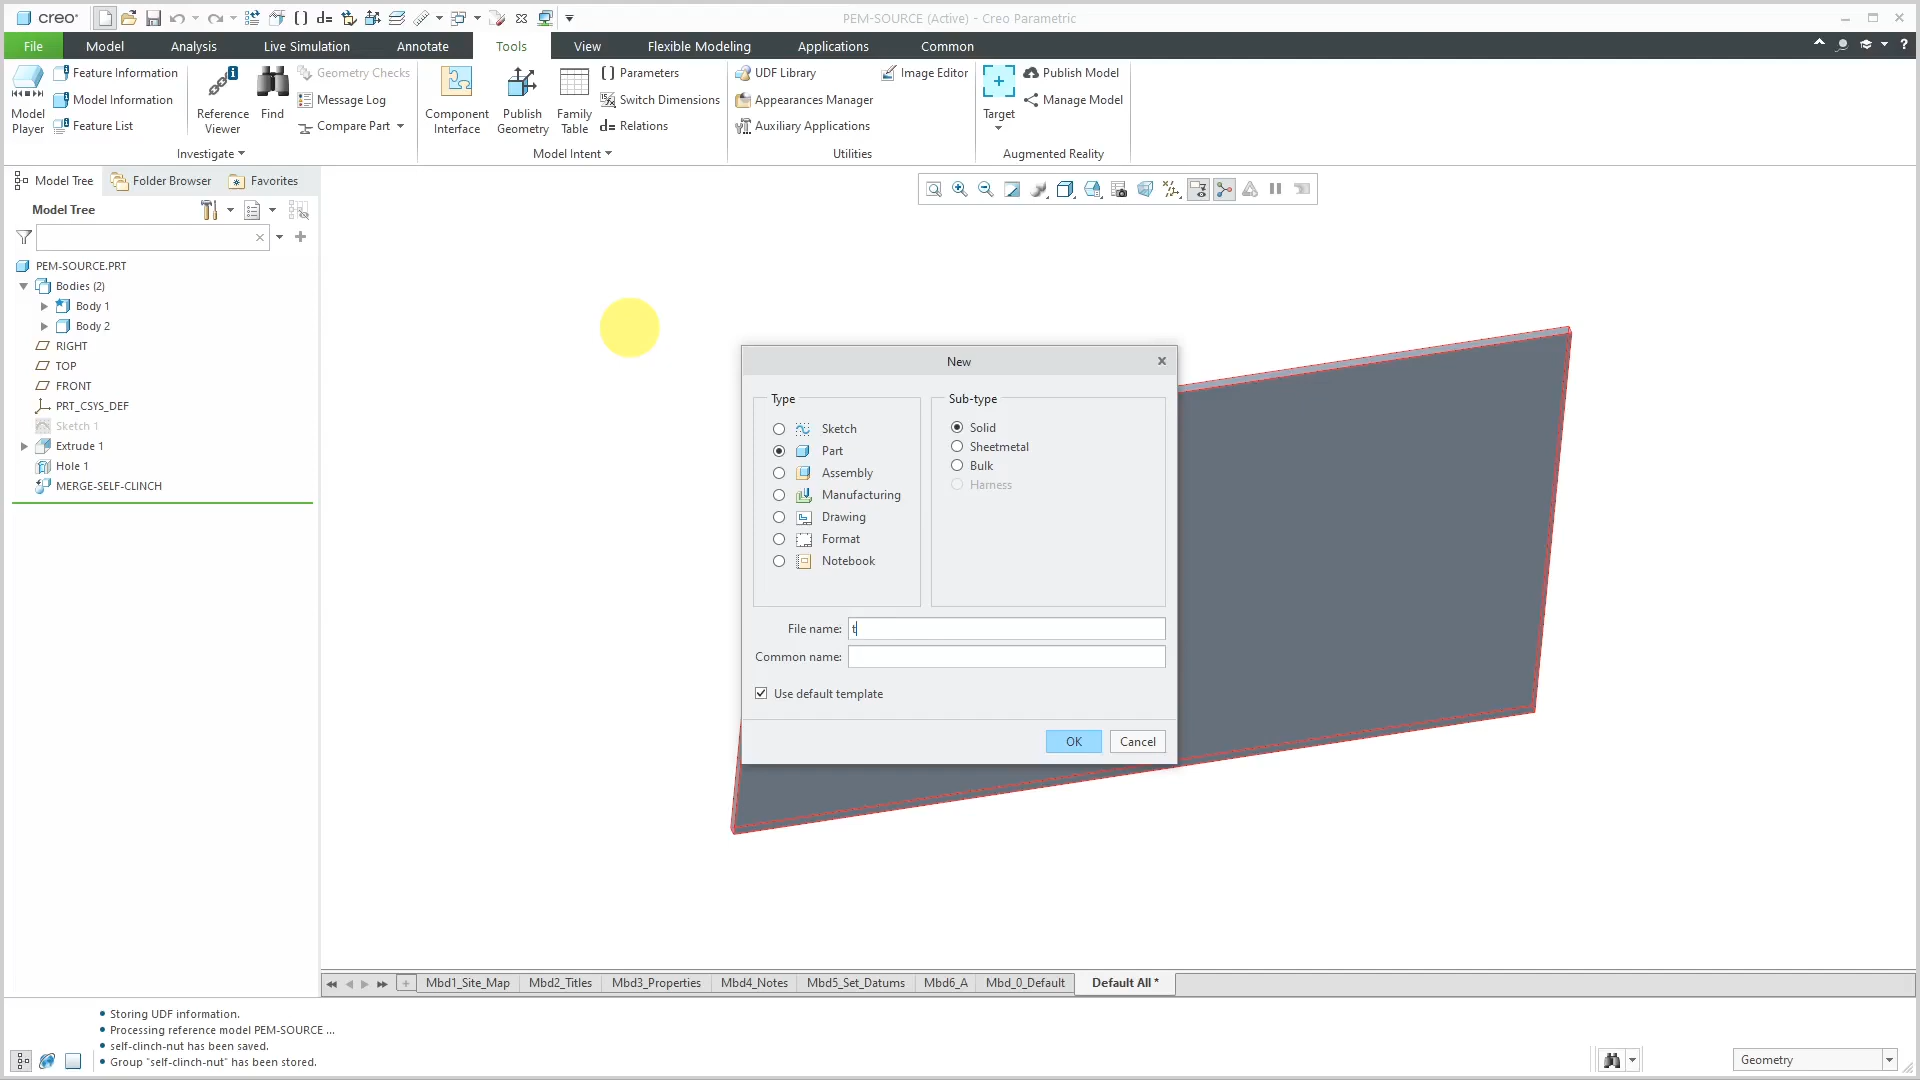 creo
PEM-SOURCE (Active) - Creo Parametric
File
Model
Analysis
Live Simulation
Annotate
Tools
View
Flexible Modeling
Applications
Common
Model Player
Feature Information
Model Information
Feature List
Reference Viewer
Find
Geometry Checks
Message Log
Compare Part
Investigate
Component Interface
Publish Geometry
Family Table
Parameters
Switch Dimensions
d= Relations
Model Intent
UDF Library
Appearances Manager
Auxiliary Applications
Image Editor
Utilities
Target
Publish Model
Manage Model
Augmented Reality
Model Tree
Folder Browser
Favorites
Model Tree
PEM-SOURCE.PRT
Bodies (2)
Body 1
Body 2
RIGHT
TOP
FRONT
PRT_CSYS_DEF
Sketch 1
Extrude 1
Hole 1
MERGE-SELF-CLINCH
New
Type
Sketch
Part
Assembly
Manufacturing
Drawing
Format
Notebook
Sub-type
Solid
Sheetmetal
Bulk
Harness
File name: t
Common name:
Use default template
OK
Cancel
Mbd1_Site_Map
Mbd2_Titles
Mbd3_Properties
Mbd4_Notes
Mbd5_Set_Datums
Mbd6_A
Mbd_0_Default
Default All *
• Storing UDF information.
• Processing reference model PEM-SOURCE ...
• self-clinch-nut has been saved.
• Group "self-clinch-nut" has been stored.
Geometry